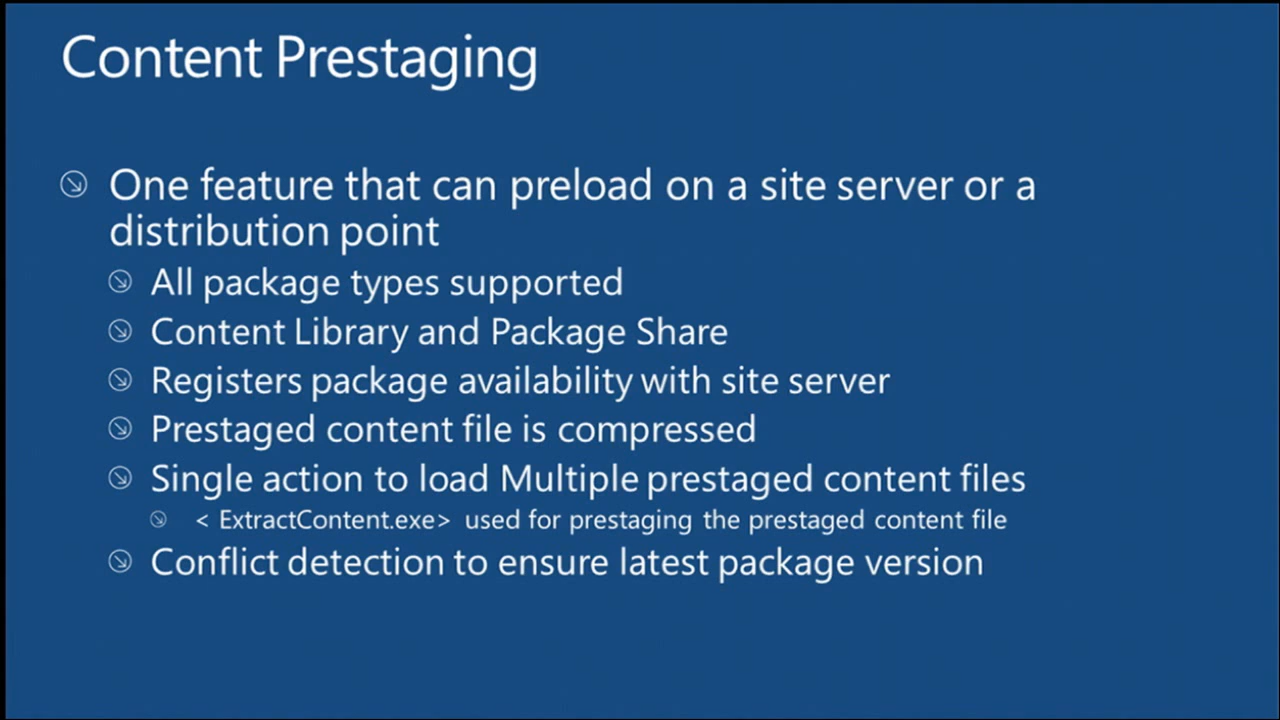 Content Prestaging
One feature that can preload on a site server or a
distribution point
All package types supported
Content Library and Package Share
Registers package availability with site server
Prestaged content file is compressed
Single action to load Multiple prestaged content files
< ExtractContent.exe> used for prestaging the prestaged content file
Conflict detection to ensure latest package version